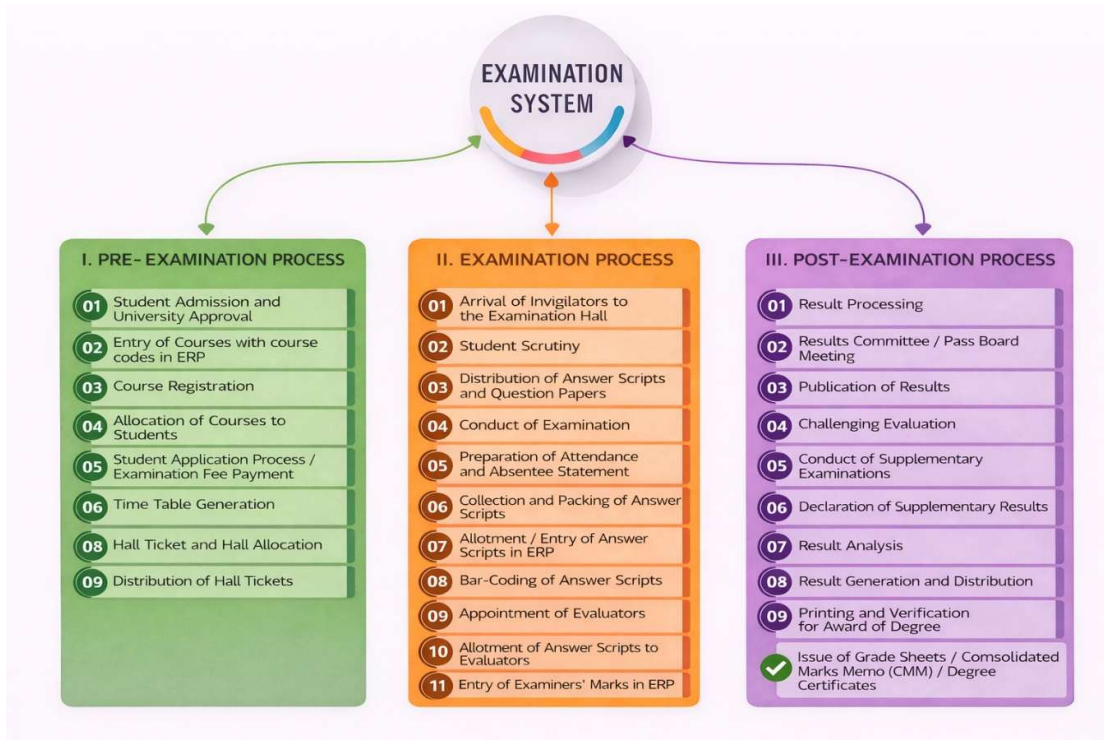 EXAMINATION
SYSTEM
I. PRE-EXAMINATION PROCESS
01 Student Admission and
University Approval
02 Entry of Courses with course
codes in ERP
03 Course Registration
04 Allocation of Courses to
Students
05 Student Application Process /
Examination Fee Payment
06 Time Table Generation
08 Hall Ticket and Hall Allocation
09 Distribution of Hall Tickets
II. EXAMINATION PROCESS
01 Arrival of Invigilators to
the Examination Hall
02 Student Scrutiny
03 Distribution of Answer Scripts
and Question Papers
04 Conduct of Examination
05 Preparation of Attendance
and Absentee Statement
06 Collection and Packing of Answer
Scripts
07 Allotment / Entry of Answer
Scripts in ERP
08 Bar-Coding of Answer Scripts
09 Appointment of Evaluators
10 Allotment of Answer Scripts to
Evaluators
11 Entry of Examiners' Marks in ERP
III. POST-EXAMINATION PROCESS
01 Result Processing
02 Results Committee / Pass Board
Meeting
03 Publication of Results
04 Challenging Evaluation
05 Conduct of Supplementary
Examinations
06 Declaration of Supplementary Results
07 Result Analysis
08 Result Generation and Distribution
09 Printing and Verification
for Award of Degree
Issue of Grade Sheets / Comsolidated
Marks Memo (CMM) / Degree
Certificates